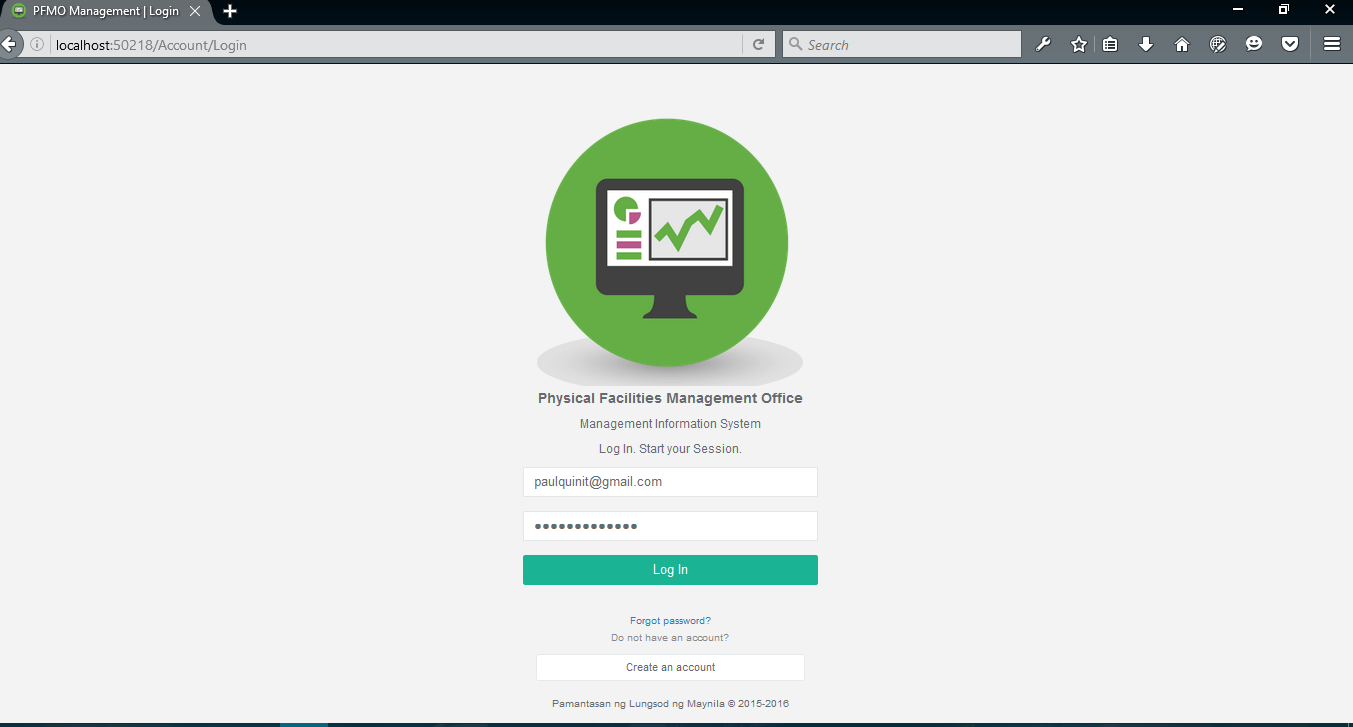 PFMO Management | Login
localhost:50218/Account/Login
Search
Physical Facilities Management Office
Management Information System
Log In. Start your Session.
paulquinit@gmail.com
●●●●●●●●●●●●●
Log In
Forgot password?
Do not have an account?
Create an account
Pamantasan ng Lungsod ng Maynila © 2015-2016